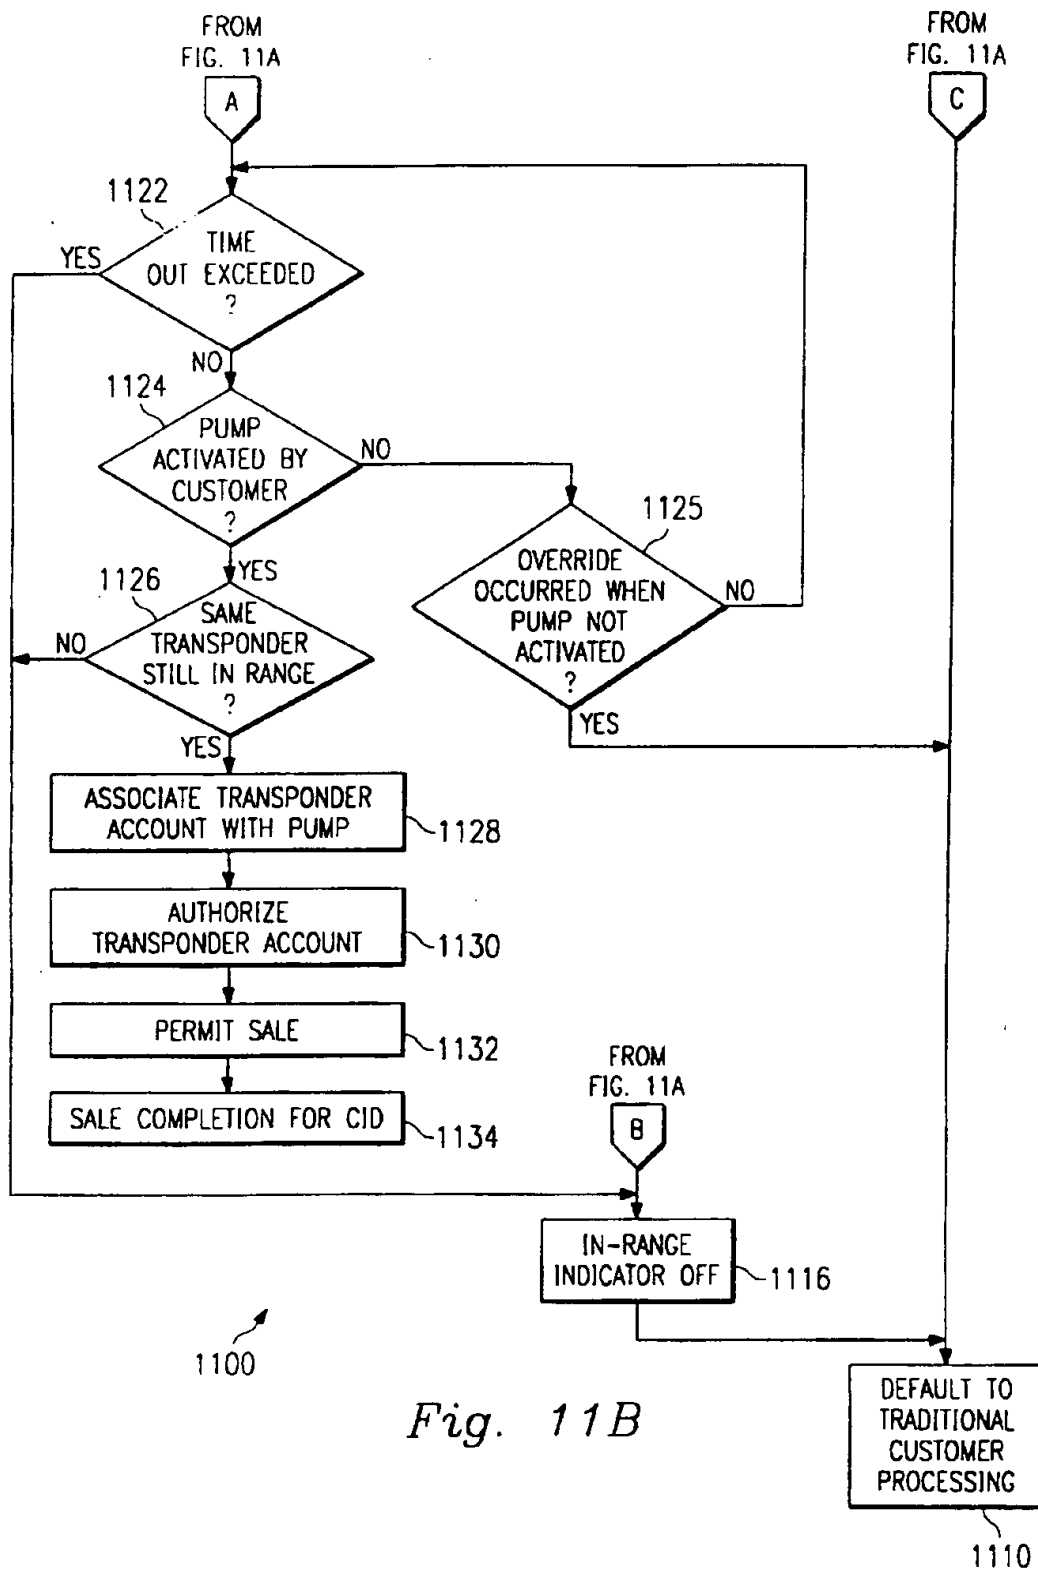 FROM
FIG. 11A
A
FROM
FIG. 11A
C
1122
TIME
OUT EXCEEDED
?
YES
NO
1124
PUMP
ACTIVATED BY
CUSTOMER
?
NO
YES
1125
OVERRIDE
OCCURRED WHEN
PUMP NOT
ACTIVATED
?
NO
YES
1126
SAME
TRANSPONDER
STILL IN RANGE
?
NO
YES
ASSOCIATE TRANSPONDER
ACCOUNT WITH PUMP
1128
AUTHORIZE
TRANSPONDER ACCOUNT
1130
PERMIT SALE
1132
SALE COMPLETION FOR CID
1134
FROM
FIG. 11A
B
IN-RANGE
INDICATOR OFF
1116
1100
Fig. 11B
DEFAULT TO
TRADITIONAL
CUSTOMER
PROCESSING
1110